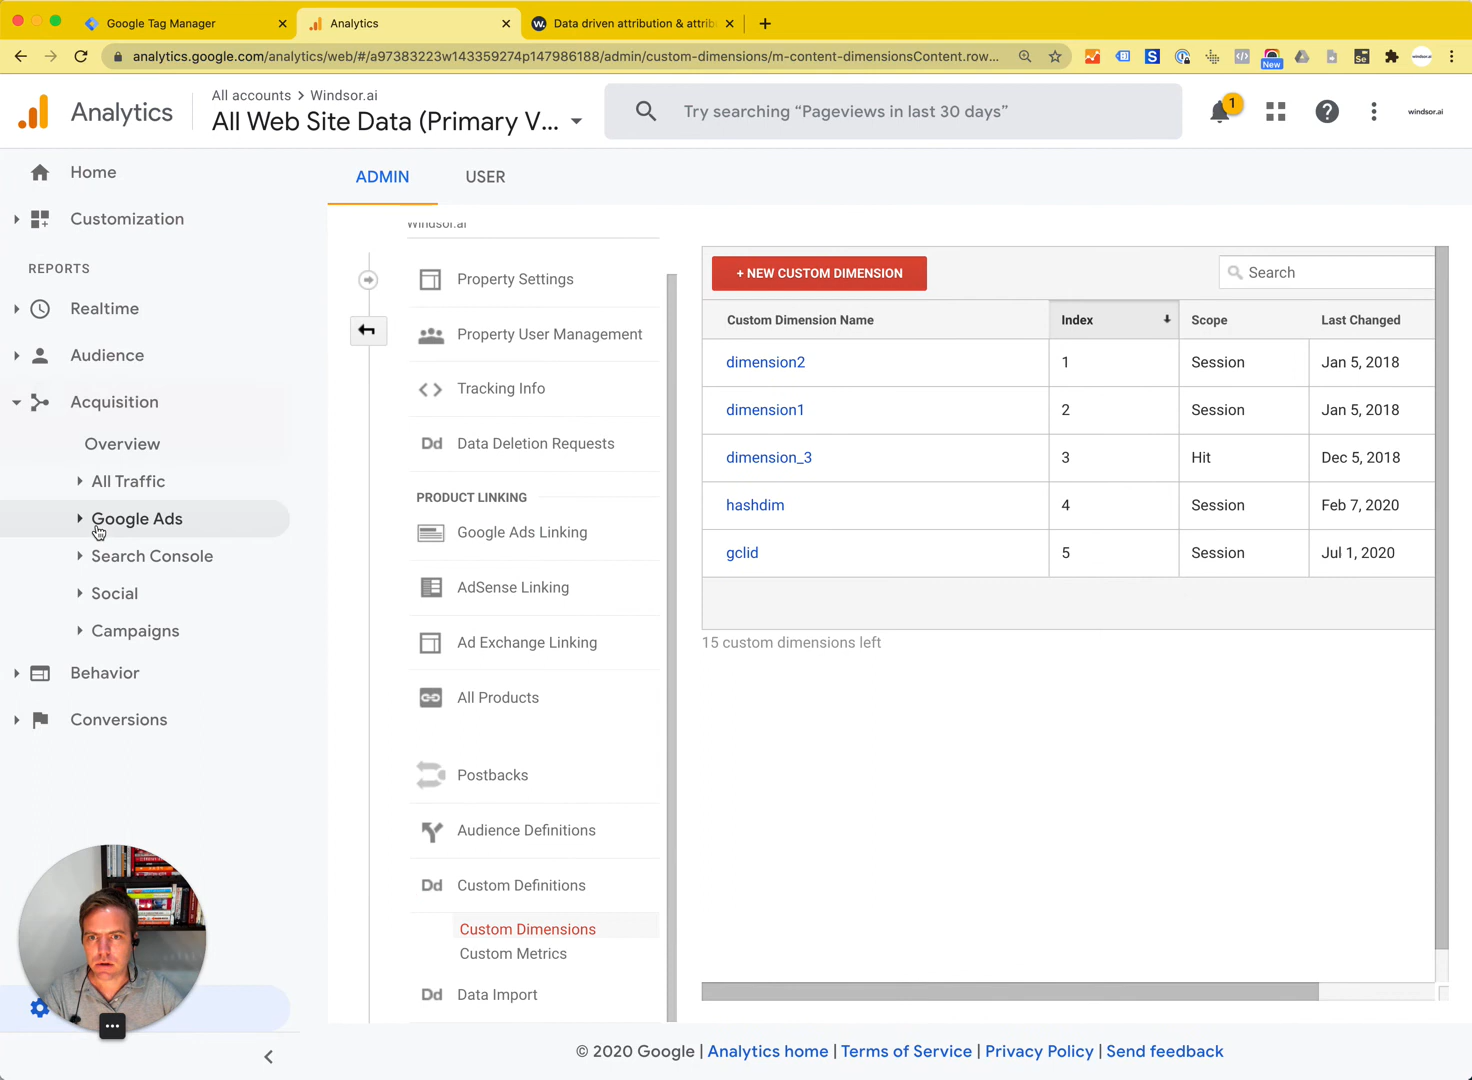 Google Tag Manager
Analytics
Data driven attribution & attrib
analytics.google.com/analytics/web/#/a97383223w143359274p147986188/admin/custom-dimensions/m-content-dimensionsContent.row...
New
Se
Analytics
All accounts > Windsor.ai
All Web Site Data (Primary V...
Try searching “Pageviews in last 30 days”
1
windsor.ai
Home
Customization
REPORTS
Realtime
Audience
Acquisition
Overview
All Traffic
Google Ads
Search Console
Social
Campaigns
Behavior
Conversions
ADMIN
USER
Windsor.ai
Property Settings
Property User Management
Tracking Info
Dd Data Deletion Requests
PRODUCT LINKING
Google Ads Linking
AdSense Linking
Ad Exchange Linking
All Products
Postbacks
Audience Definitions
Dd Custom Definitions
Custom Dimensions
Custom Metrics
Dd Data Import
+ NEW CUSTOM DIMENSION
Search
Custom Dimension Name Index Scope Last Changed
dimension2 1 Session Jan 5, 2018
dimension1 2 Session Jan 5, 2018
dimension_3 3 Hit Dec 5, 2018
hashdim 4 Session Feb 7, 2020
gclid 5 Session Jul 1, 2020
15 custom dimensions left
© 2020 Google | Analytics home | Terms of Service | Privacy Policy | Send feedback